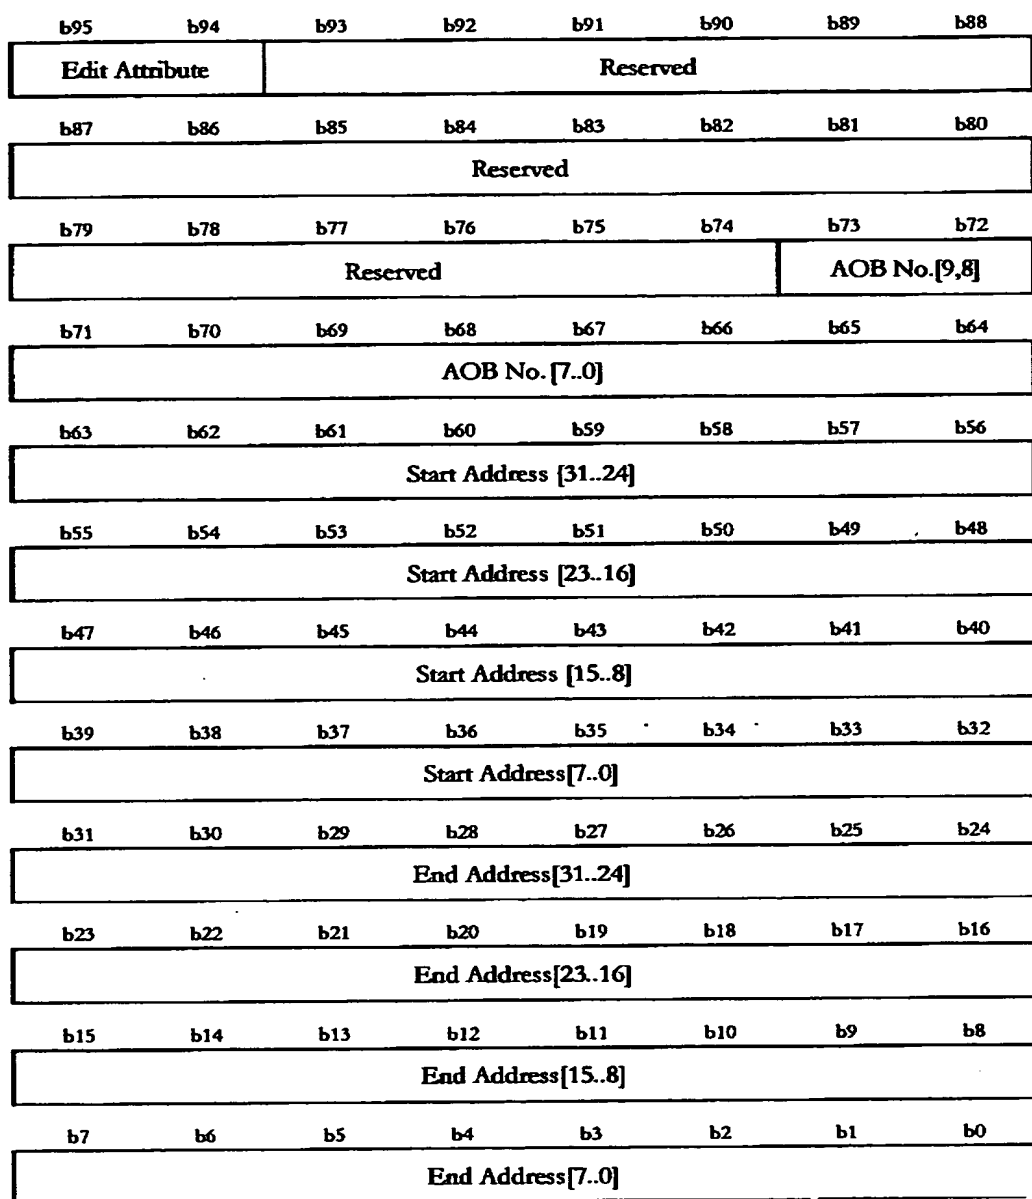 b95 b94 b93 b92 b91 b90 b89 b88
Edit Attribute Reserved
b87 b86 b85 b84 b83 b82 b81 b80
Reserved
b79 b78 b77 b76 b75 b74 b73 b72
Reserved AOB No.[9,8]
b71 b70 b69 b68 b67 b66 b65 b64
AOB No. [7..0]
b63 b62 b61 b60 b59 b58 b57 b56
Start Address [31..24]
b55 b54 b53 b52 b51 b50 b49 b48
Start Address [23..16]
b47 b46 b45 b44 b43 b42 b41 b40
Start Address [15..8]
b39 b38 b37 b36 b35 b34 b33 b32
Start Address[7..0]
b31 b30 b29 b28 b27 b26 b25 b24
End Address[31..24]
b23 b22 b21 b20 b19 b18 b17 b16
End Address[23..16]
b15 b14 b13 b12 b11 b10 b9 b8
End Address[15..8]
b7 b6 b5 b4 b3 b2 b1 b0
End Address[7..0]